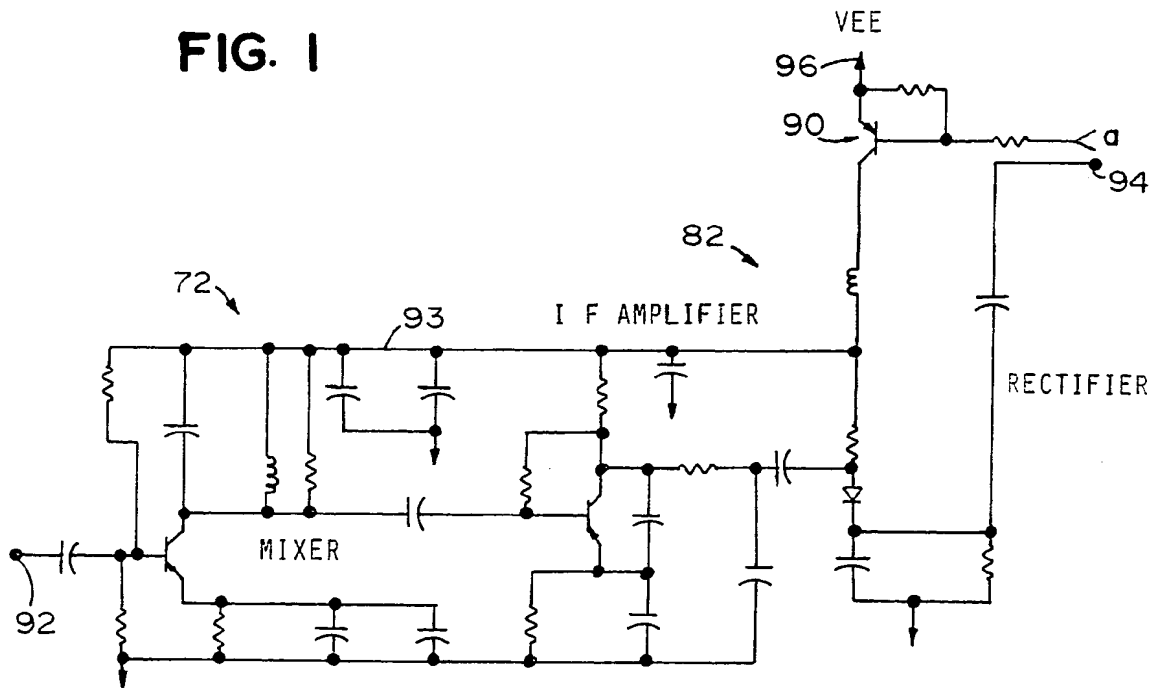 FIG. 1
VEE
96
90
a
94
82
72
93
I F AMPLIFIER
RECTIFIER
MIXER
92